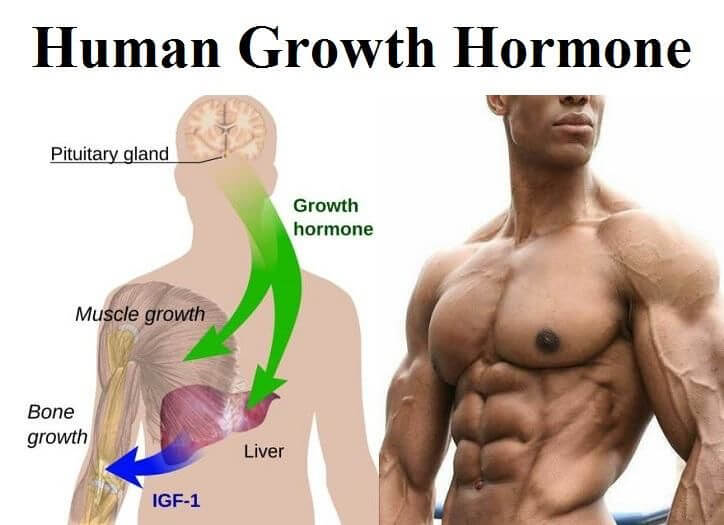 Human Growth Hormone
Pituitary gland
Growth
hormone
Muscle growth
Bone
growth
Liver
IGF-1